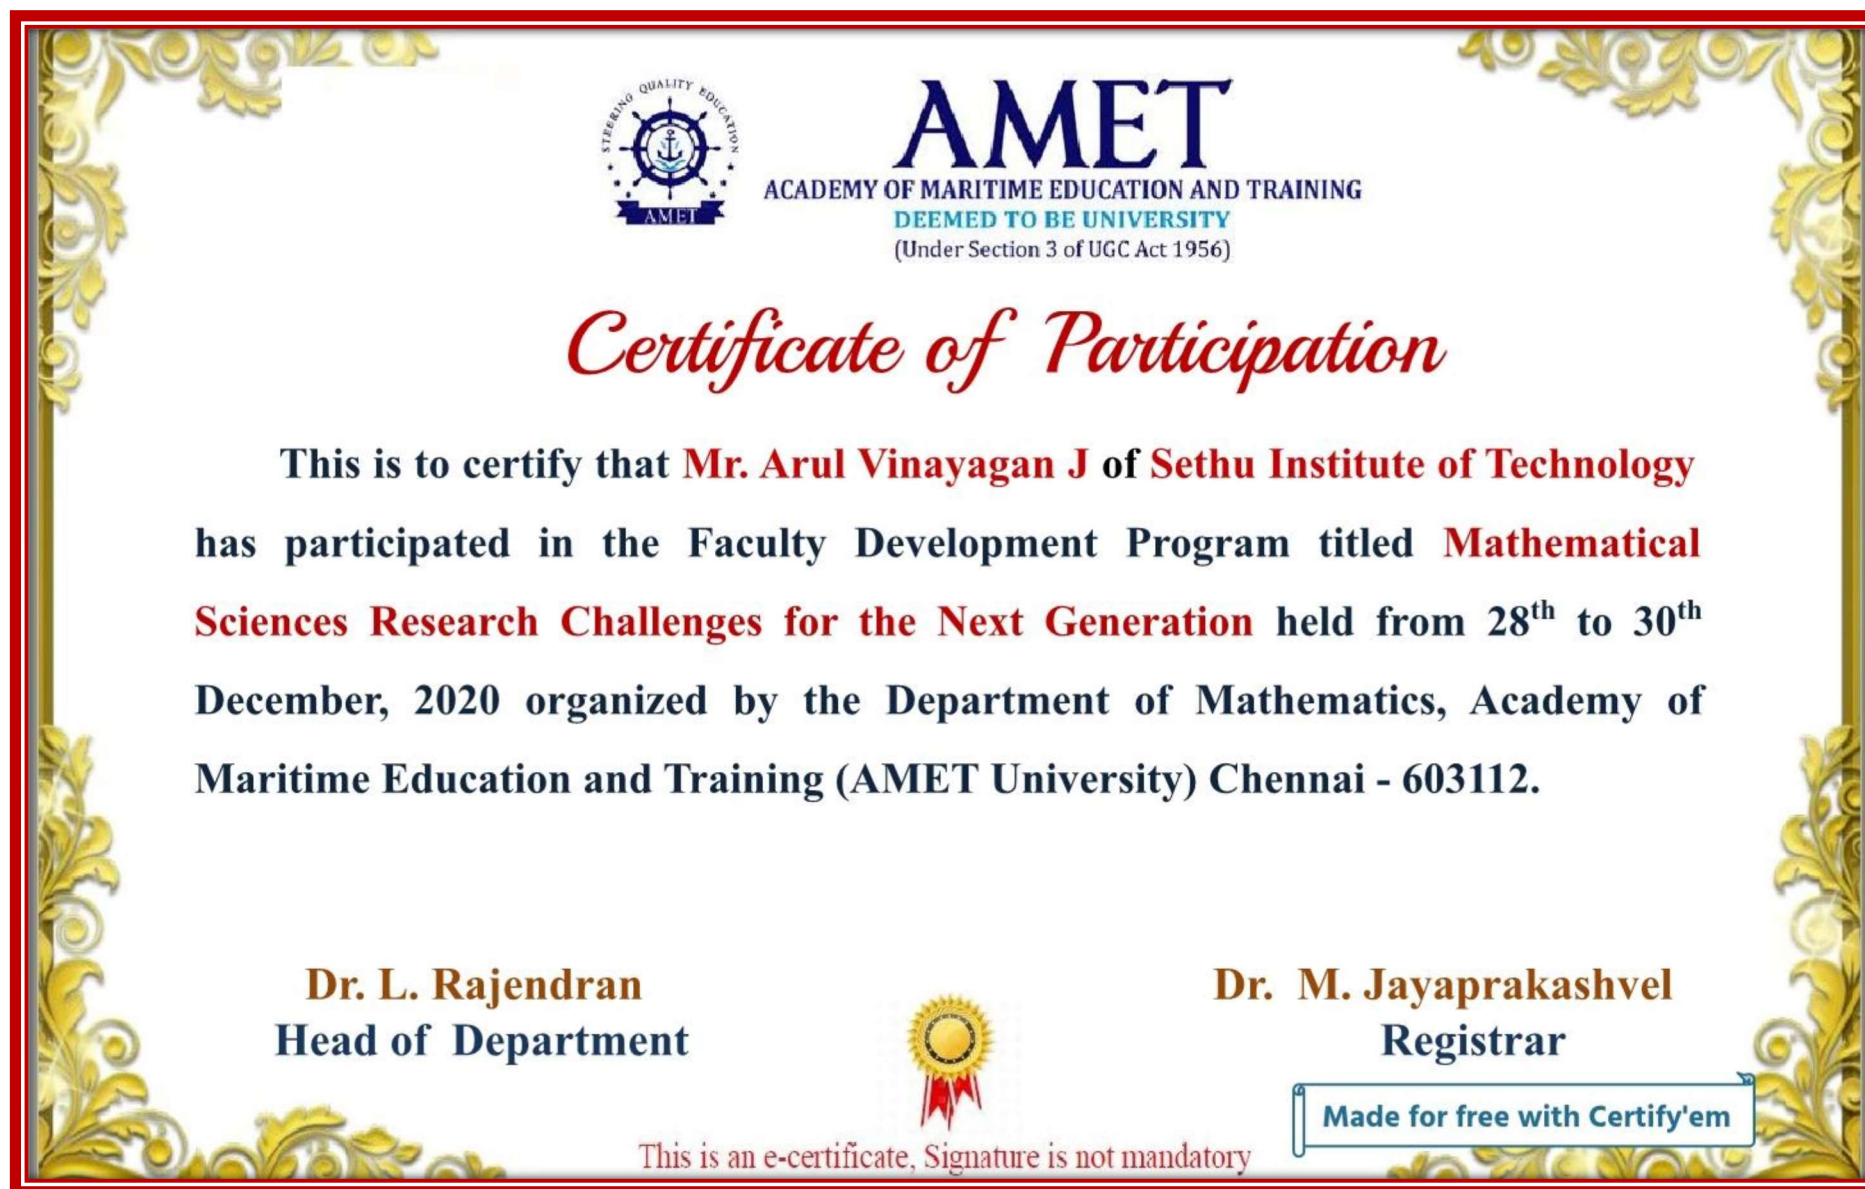 STEERING QUALITY EDUCATION
AMET
AMET
ACADEMY OF MARITIME EDUCATION AND TRAINING
DEEMED TO BE UNIVERSITY
(Under Section 3 of UGC Act 1956)
Certificate of Participation
This is to certify that Mr. Arul Vinayagan J of Sethu Institute of Technology
has participated in the Faculty Development Program titled Mathematical
Sciences Research Challenges for the Next Generation held from 28th to 30th
December, 2020 organized by the Department of Mathematics, Academy of
Maritime Education and Training (AMET University) Chennai - 603112.
Dr. L. Rajendran
Head of Department
Dr. M. Jayaprakashvel
Registrar
Made for free with Certify'em
This is an e-certificate, Signature is not mandatory